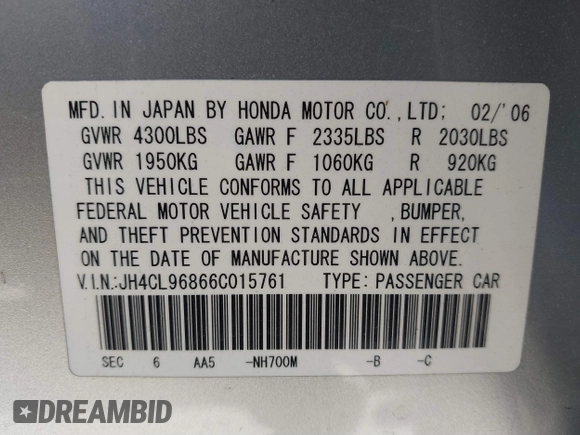 MFD. IN JAPAN BY HONDA MOTOR CO.,LTD; 02/'06
GVWR 4300LBS GAWR F 2335LBS R 2030LBS
GVWR 1950KG GAWR F 1060KG R 920KG
THIS VEHICLE CONFORMS TO ALL APPLICABLE
FEDERAL MOTOR VEHICLE SAFETY ,BUMPER,
AND THEFT PREVENTION STANDARDS IN EFFECT
ON THE DATE OF MANUFACTURE SHOWN ABOVE.
V.I.N.:JH4CL96866C015761 TYPE: PASSENGER CAR
SEC 6 AA5 -NH700M -B -C
DREAMBID